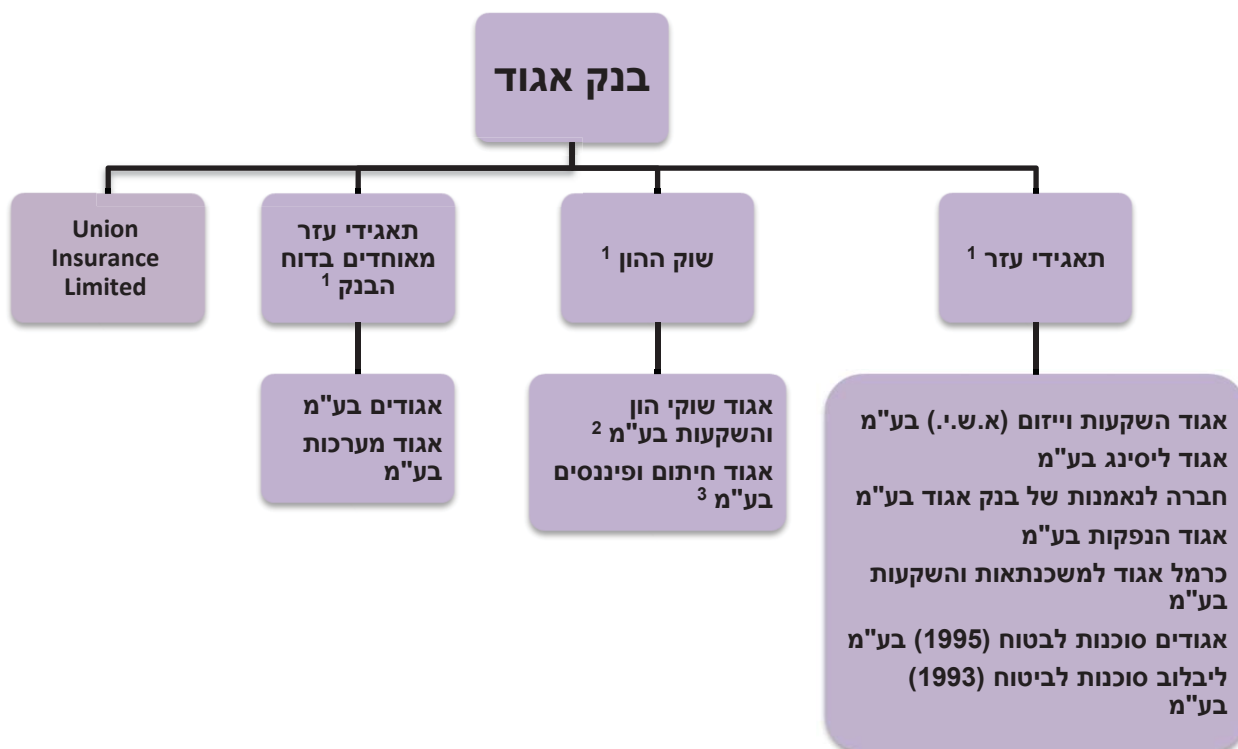 בנק אגוד
תאגידי עזר 1
שוק ההון 1
תאגידי עזר
מאוחדים בדוח
הבנק 1
Union
Insurance
Limited
אגוד השקעות וייזום (א.ש.י.) בע"מ
אגוד ליסינג בע"מ
חברה לנאמנות של בנק אגוד בע"מ
אגוד הנפקות בע"מ
כרמל אגוד למשכנתאות והשקעות
בע"מ
אגודים סוכנות לבטוח (1995) בע"מ
ליבלוב סוכנות לביטוח (1993)
בע"מ
אגוד שוקי הון
והשקעות בע"מ 2
אגוד חיתום ופיננסים
בע"מ 3
אגודים בע"מ
אגוד מערכות
בע"מ